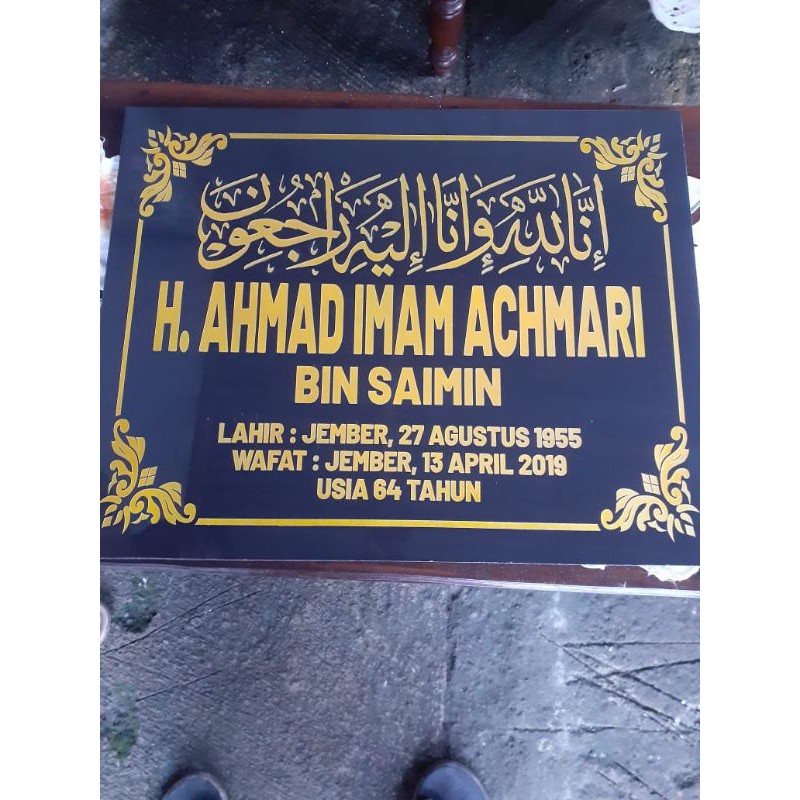 إِنَّا لِلَّهِ وَإِنَّا إِلَيْهِ رَاجِعُونَ
H. AHMAD IMAM ACHMARI
BIN SAIMIN
LAHIR : JEMBER, 27 AGUSTUS 1955
WAFAT : JEMBER, 13 APRIL 2019
USIA 64 TAHUN